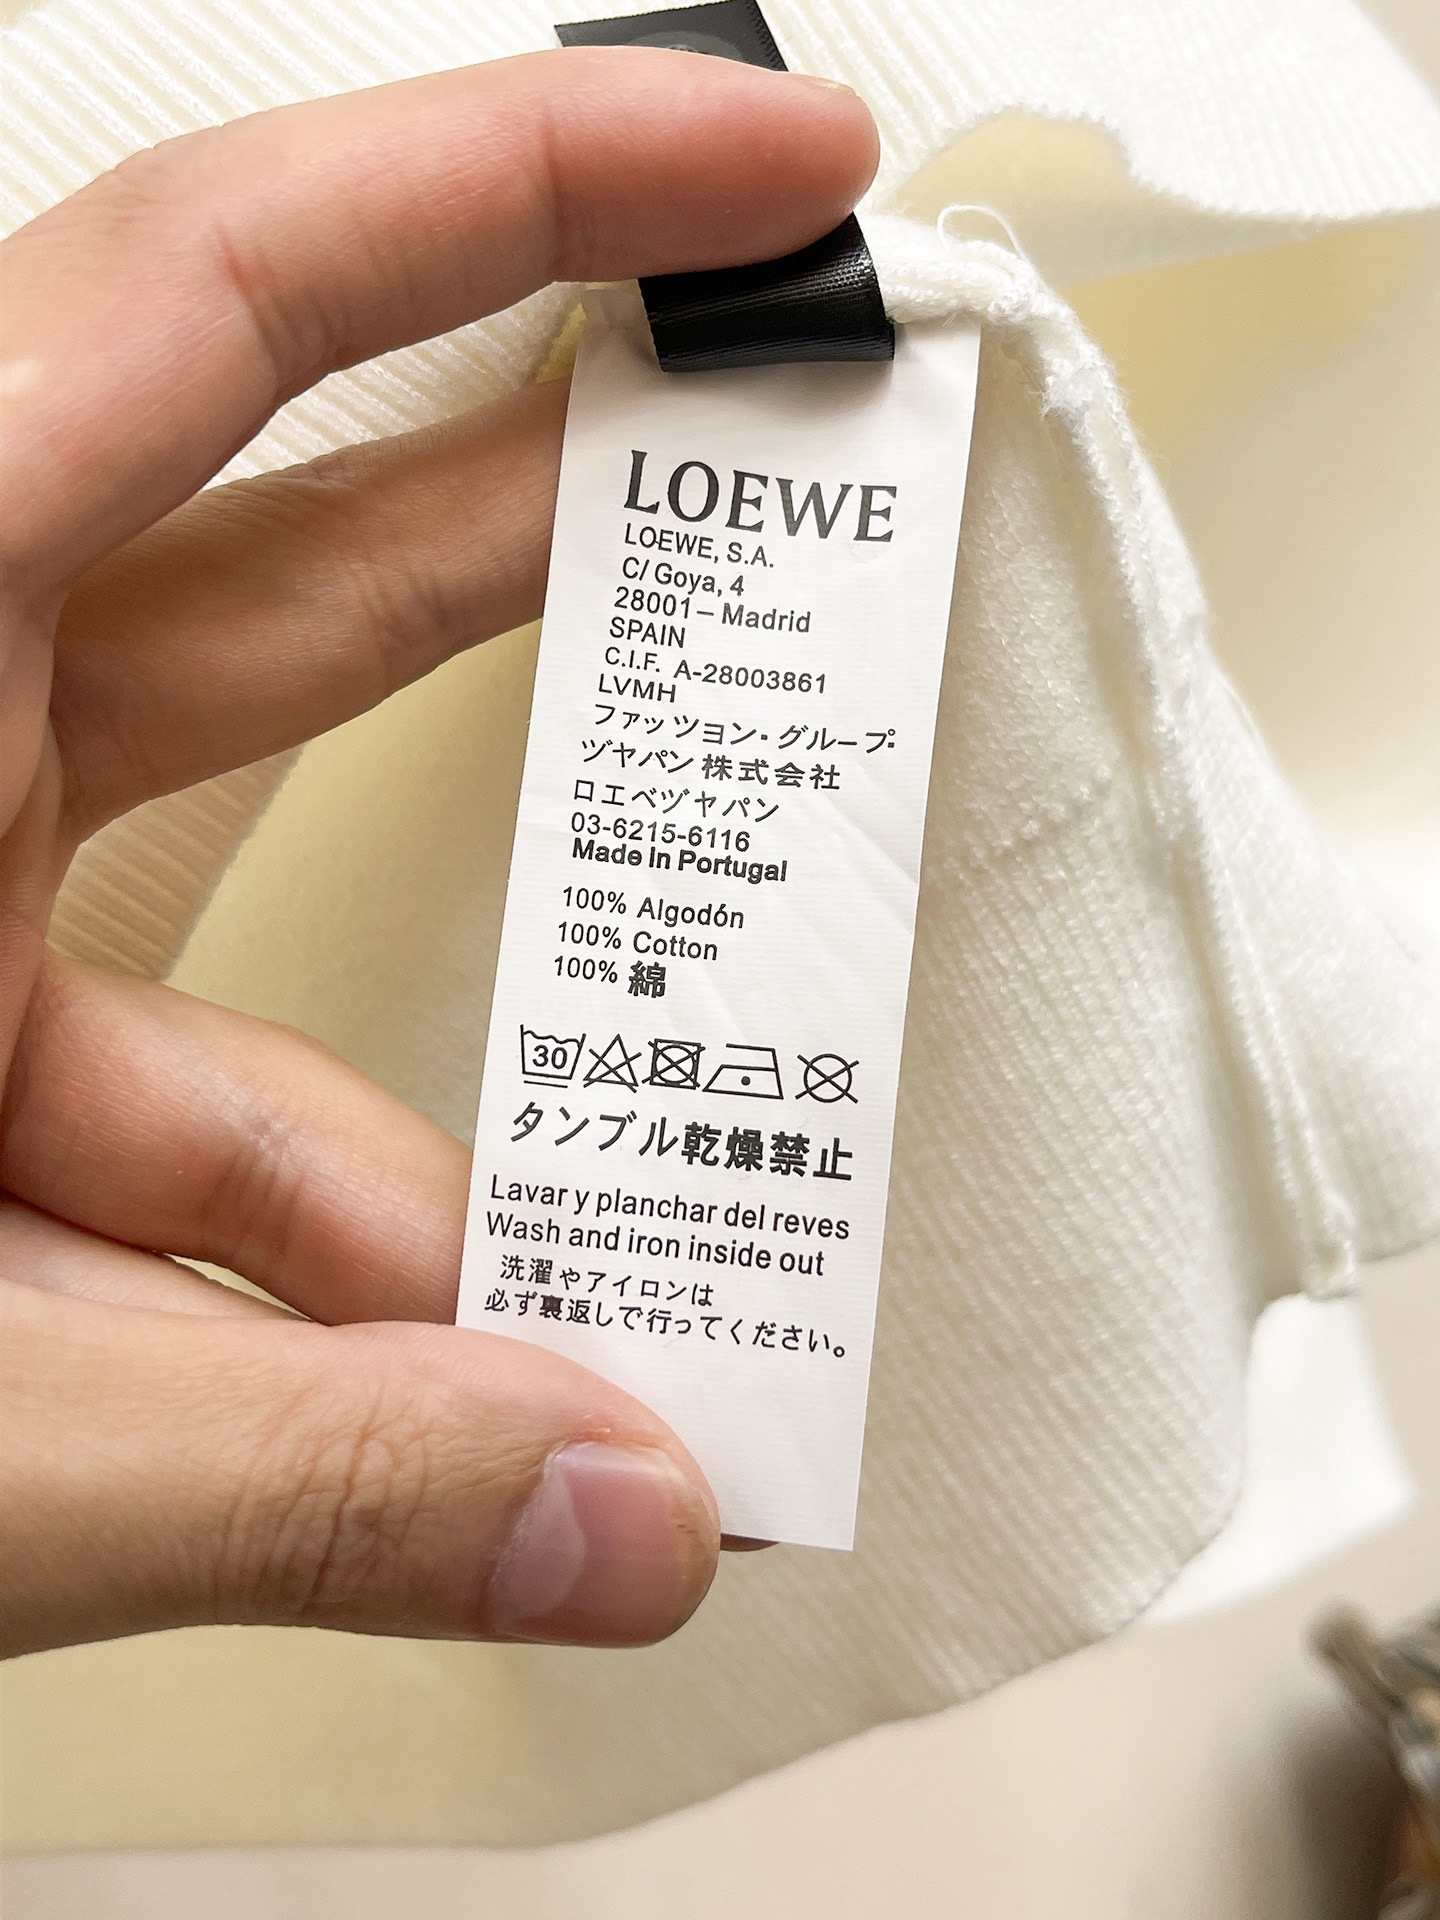 LOEWE
LOEWE, S.A.
C/ Goya, 4
28001 – Madrid
SPAIN
C.I.F. A-28003861
LVMH
ファッツヨン・グループ
ヅヤパン 株式会社
ロエベヅヤパン
03-6215-6116
Made in Portugal
100% Algodón
100% Cotton
100% 綿
30
タンブル乾燥禁止
Lavar y planchar del reves
Wash and iron inside out
洗濯やアイロンは
必ず裏返しで行ってください。